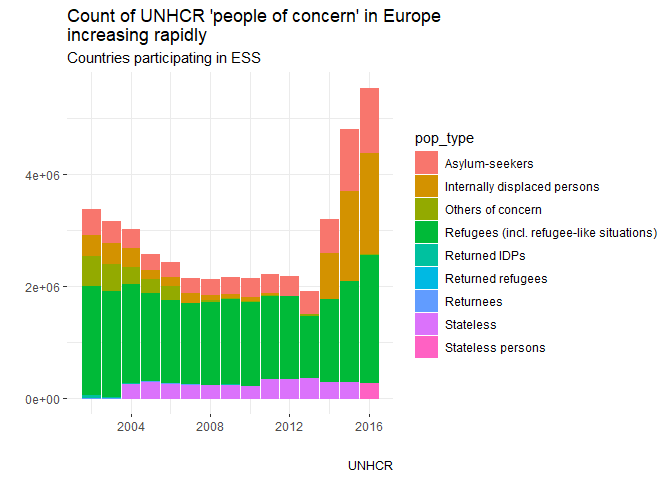 Count of UNHCR 'people of concern' in Europe
increasing rapidly
Countries participating in ESS
4e+06
2e+06
0e+00
2004
2008
2012
2016
UNHCR
pop_type
Asylum-seekers
Internally displaced persons
Others of concern
Refugees (incl. refugee-like situations)
Returned IDPs
Returned refugees
Returnees
Stateless
Stateless persons